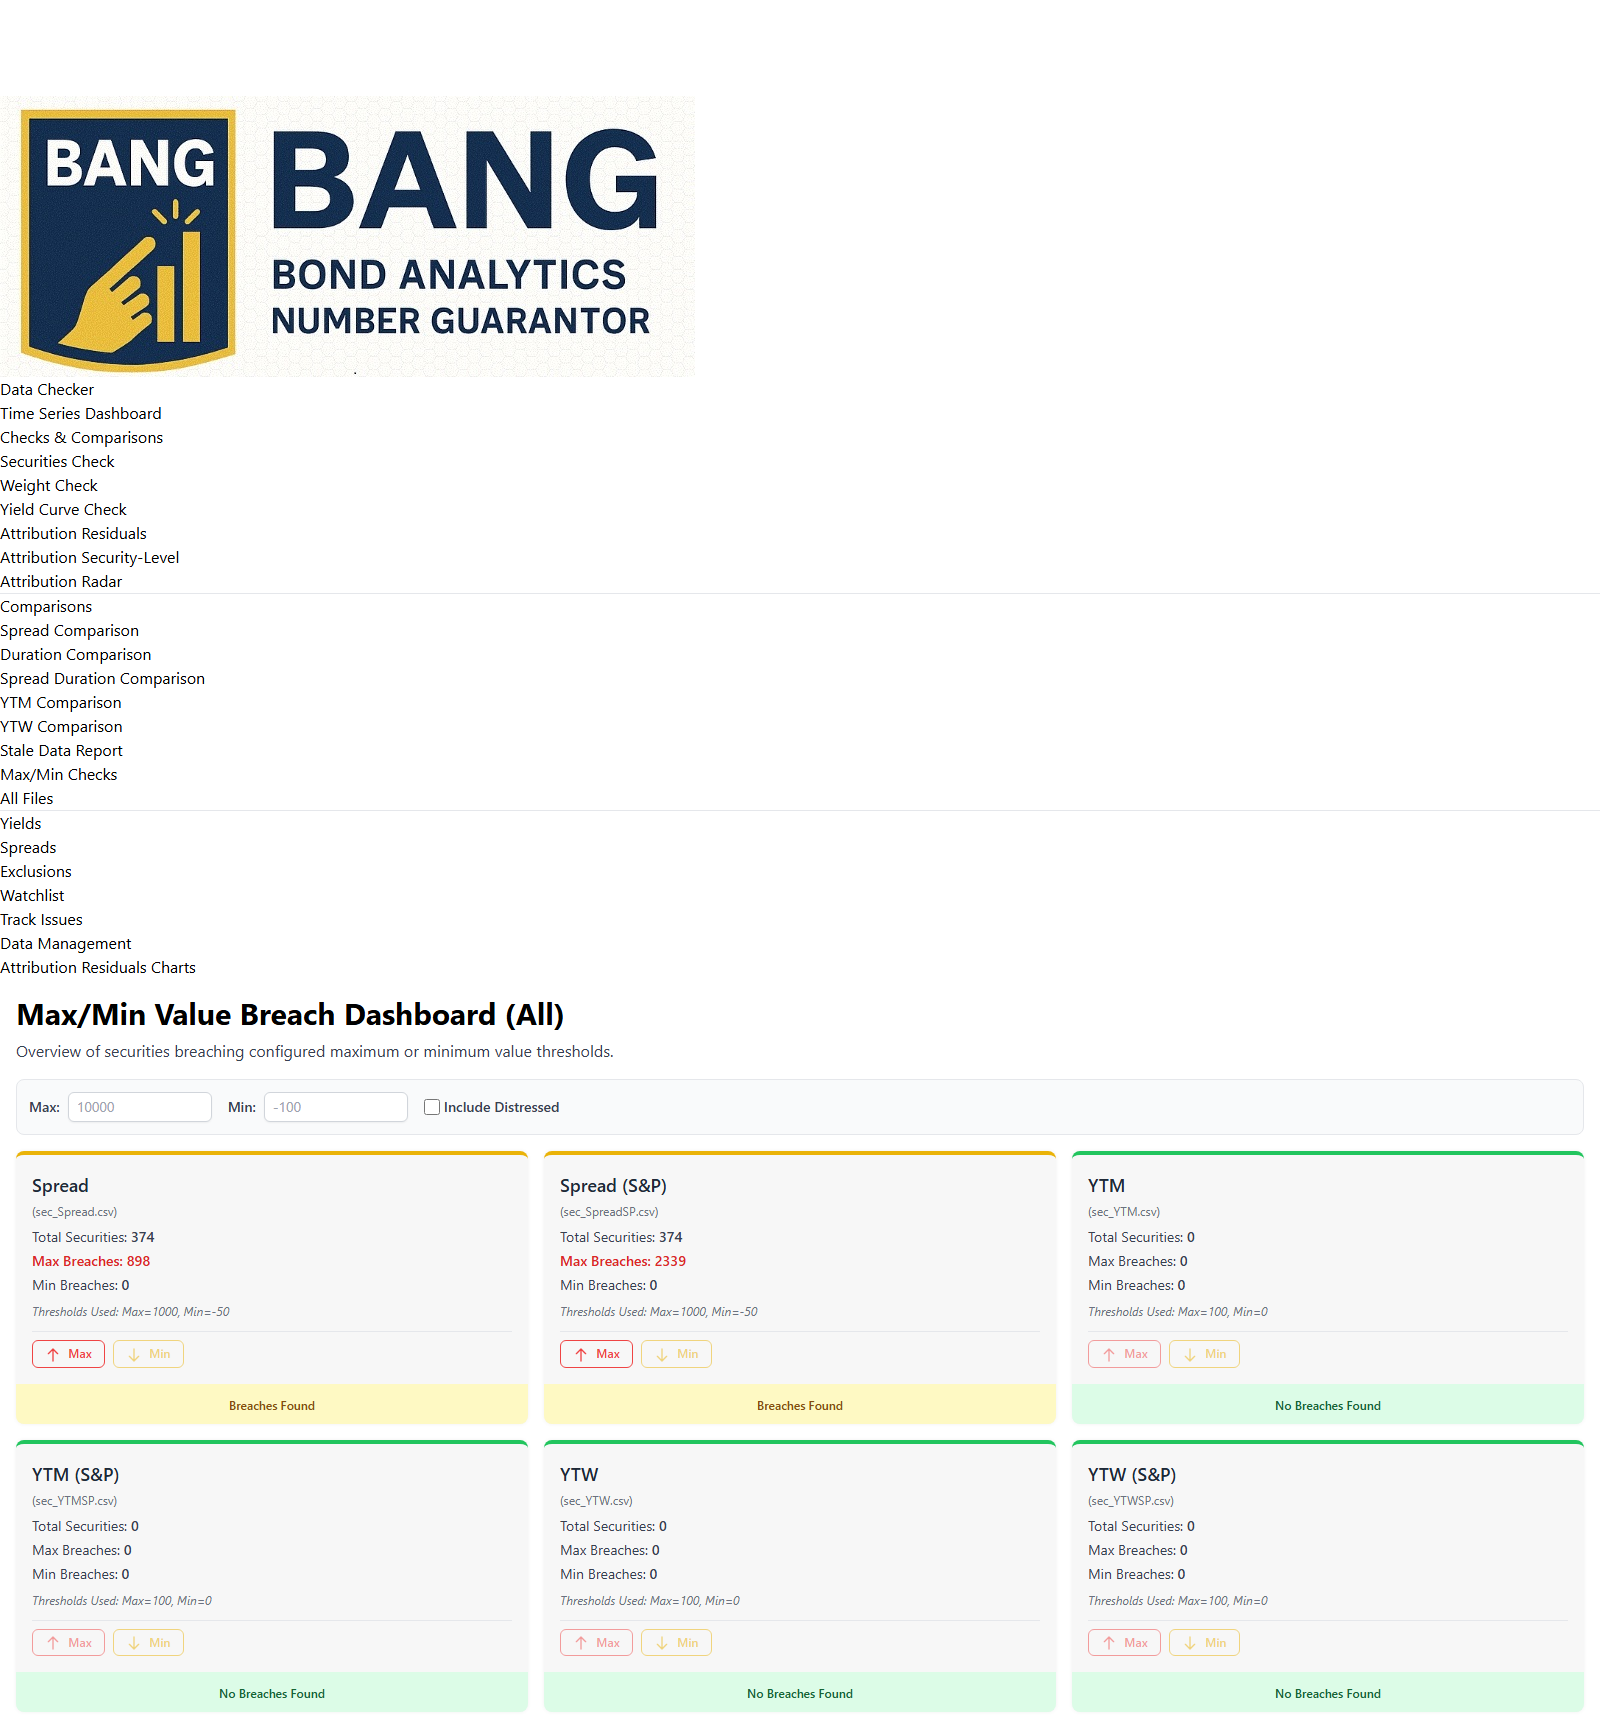 BANG
BANG
BOND ANALYTICS
NUMBER GUARANTOR
Data Checker
Time Series Dashboard
Checks & Comparisons
Securities Check
Weight Check
Yield Curve Check
Attribution Residuals
Attribution Security-Level
Attribution Radar
Comparisons
Spread Comparison
Duration Comparison
Spread Duration Comparison
YTM Comparison
YTW Comparison
Stale Data Report
Max/Min Checks
All Files
Yields
Spreads
Exclusions
Watchlist
Track Issues
Data Management
Attribution Residuals Charts
Max/Min Value Breach Dashboard (All)
Overview of securities breaching configured maximum or minimum value thresholds.
Max: 10000 Min: -100 Include Distressed
Spread
(sec_Spread.csv)
Total Securities: 374
Max Breaches: 898
Min Breaches: 0
Thresholds Used: Max=1000, Min=-50
Max Min
Breaches Found
Spread (S&P)
(sec_SpreadSP.csv)
Total Securities: 374
Max Breaches: 2339
Min Breaches: 0
Thresholds Used: Max=1000, Min=-50
Max Min
Breaches Found
YTM
(sec_YTM.csv)
Total Securities: 0
Max Breaches: 0
Min Breaches: 0
Thresholds Used: Max=100, Min=0
Max Min
No Breaches Found
YTM (S&P)
(sec_YTMSP.csv)
Total Securities: 0
Max Breaches: 0
Min Breaches: 0
Thresholds Used: Max=100, Min=0
Max Min
No Breaches Found
YTW
(sec_YTW.csv)
Total Securities: 0
Max Breaches: 0
Min Breaches: 0
Thresholds Used: Max=100, Min=0
Max Min
No Breaches Found
YTW (S&P)
(sec_YTWSP.csv)
Total Securities: 0
Max Breaches: 0
Min Breaches: 0
Thresholds Used: Max=100, Min=0
Max Min
No Breaches Found